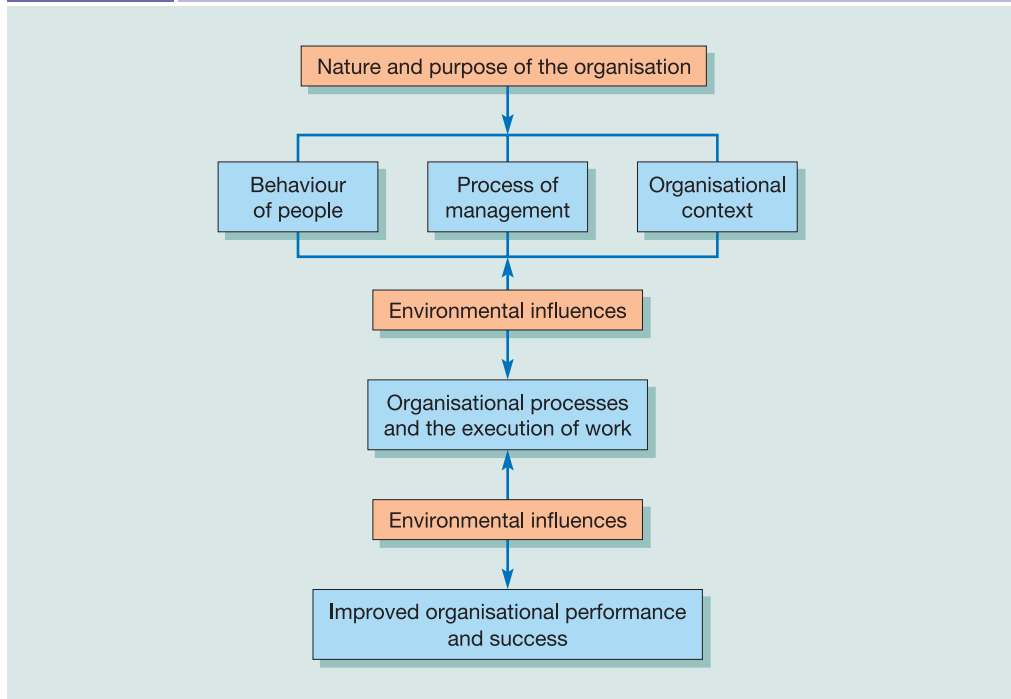 Nature and purpose of the organisation
Behaviour
of people
Process of
management
Organisational
context
Environmental influences
Organisational processes
and the execution of work
Environmental influences
Improved organisational performance
and success